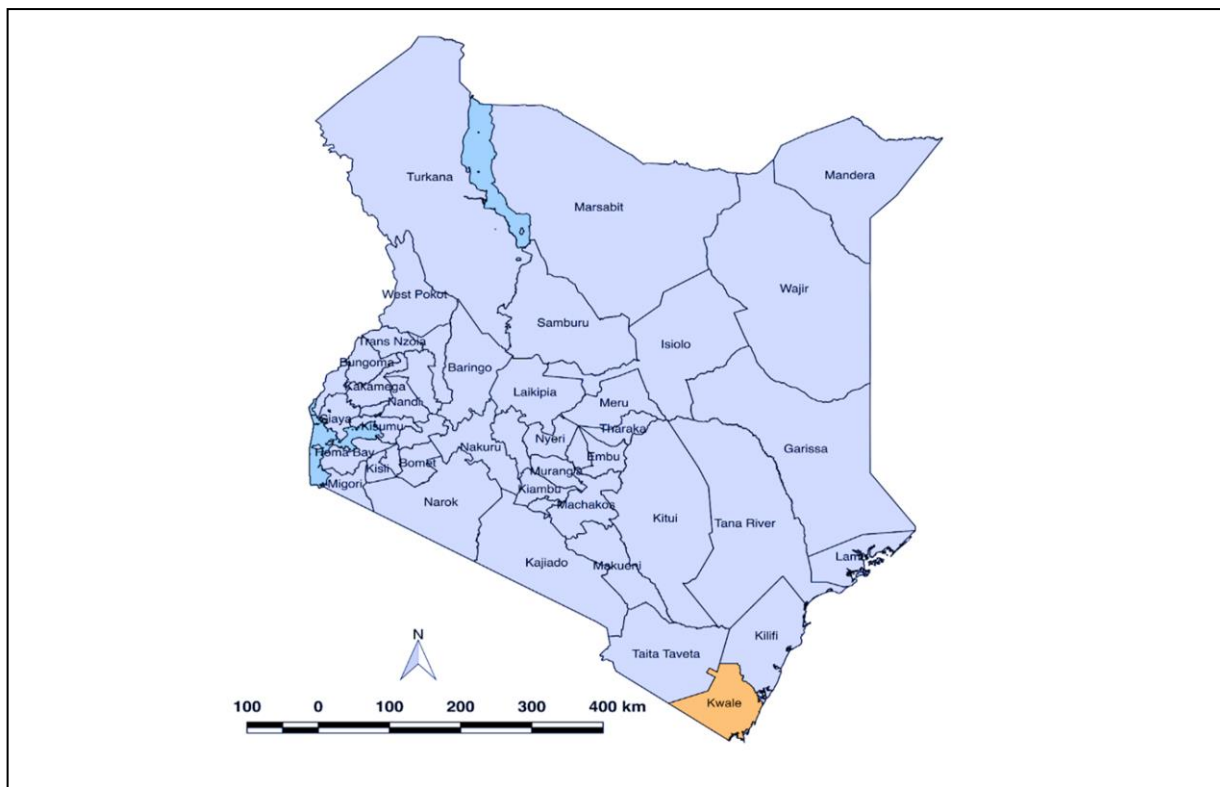 Turkana
Mandera
Marsabit
Wajir
West Pokot
Samburu
Isiolo
Trans Nzoia
Bungoma
Baringo
Kakamega
Laikipia
Nandi
Meru
Siaya
Kisumu
Tharaka
Nyeri
Nakuru
Garissa
Homa Bay
Embu
Bomet
Kisli
Muranga
Migori
Kiambu
Narok
Machakos
Kitui
Tana River
Lamu
Kajiado
Makueni
Kilifi
N
Taita Taveta
Kwale
100 0 100 200 300 400 km